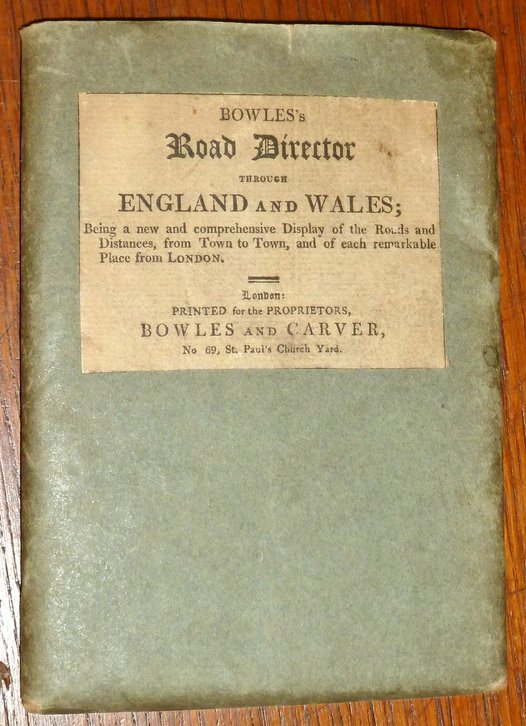 BOWLES's
Road Director
THROUGH
ENGLAND AND WALES;
Being a new and comprehensive Display of the Roads and
Distances, from Town to Town, and of each remarkable
Place from LONDON.
London:
PRINTED for the PROPRIETORS,
BOWLES AND CARVER,
No 69, St. Paul's Church Yard.